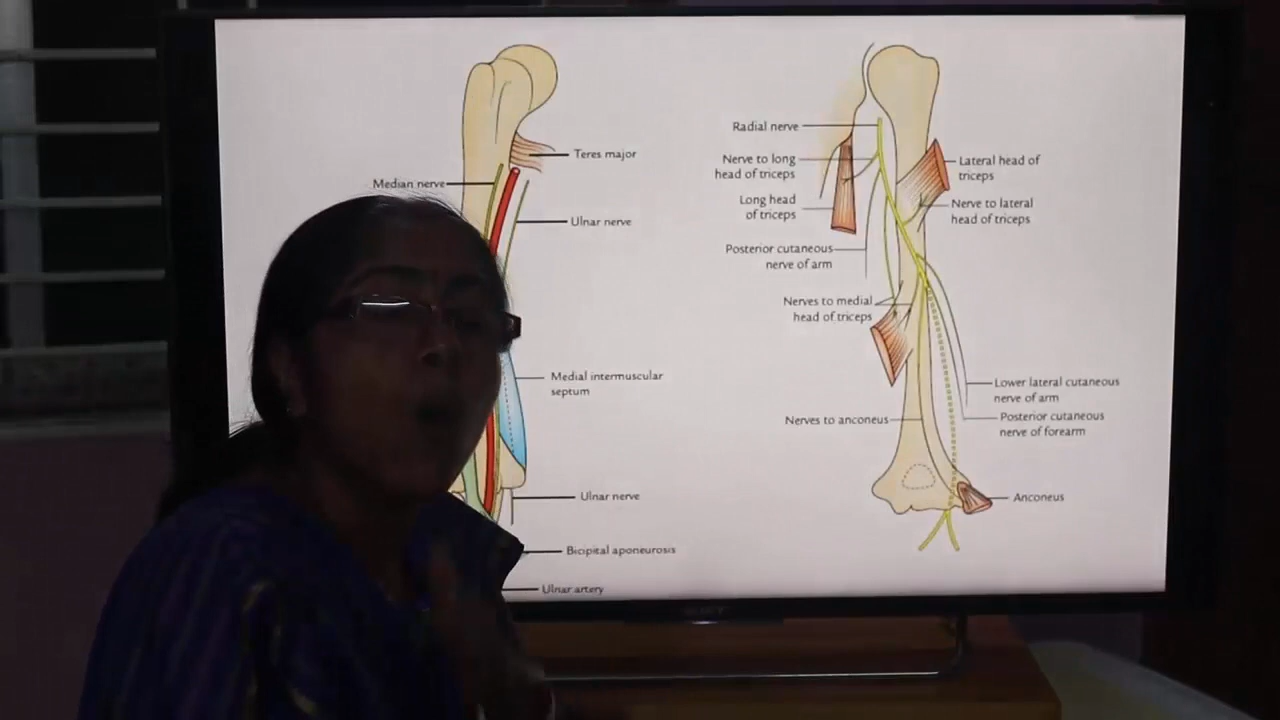 Teres major
Median nerve
Ulnar nerve
Medial intermuscular
septum
Ulnar nerve
Bicipital aponeurosis
Ulnar artery
Radial nerve
Nerve to long
head of triceps
Long head
of triceps
Posterior cutaneous
nerve of arm
Nerves to medial
head of triceps
Nerves to anconeus
Lateral head of
triceps
Nerve to lateral
head of triceps
Lower lateral cutaneous
nerve of arm
Posterior cutaneous
nerve of forearm
Anconeus
SONY